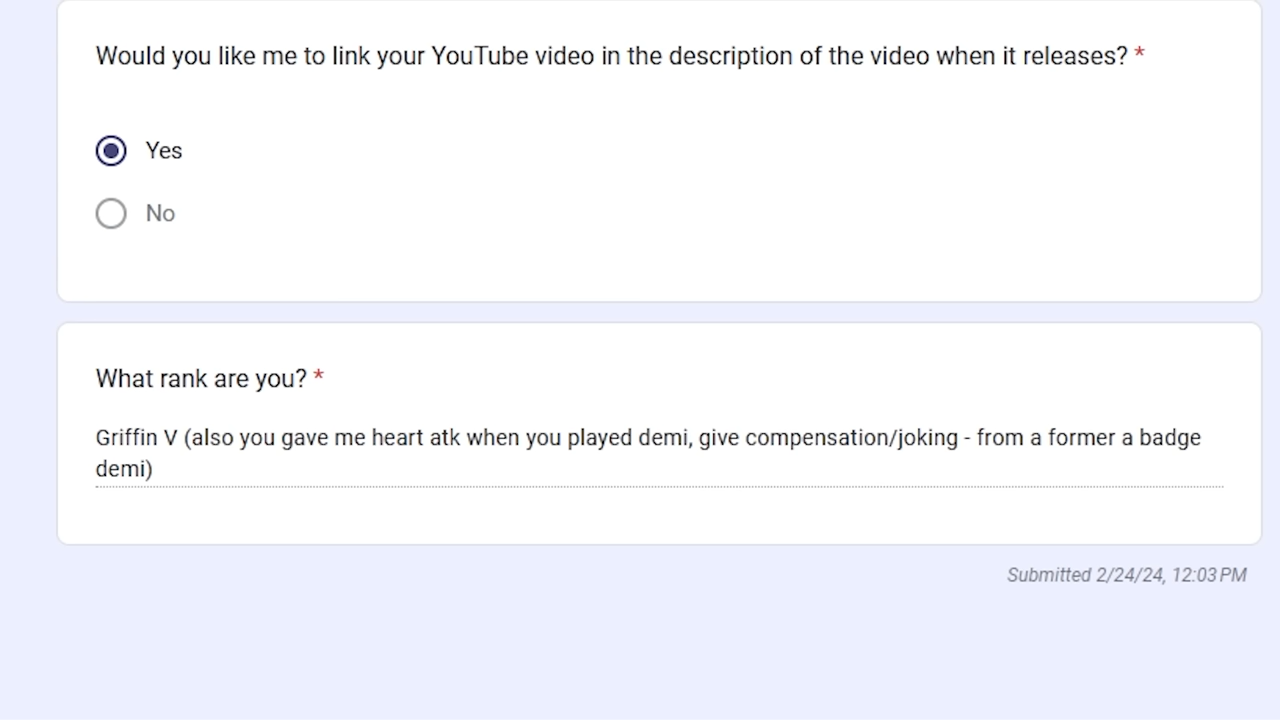 Would you like me to link your YouTube video in the description of the video when it releases? *
Yes
No
What rank are you? *
Griffin V (also you gave me heart atk when you played demi, give compensation/joking - from a former a badge
demi)
Submitted 2/24/24, 12:03 PM